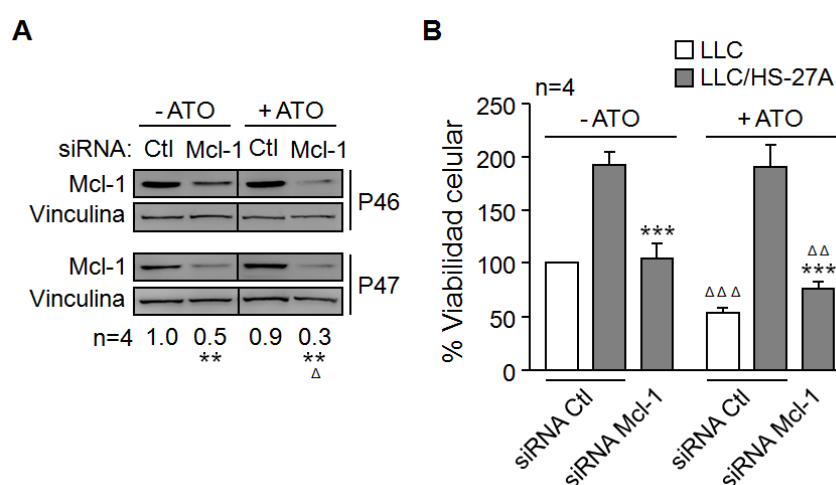 A
- ATO + ATO
siRNA: Ctl Mcl-1 Ctl Mcl-1
Mcl-1
Vinculina
P46
Mcl-1
Vinculina
P47
n=4 1.0 0.5 0.9 0.3
** **
Δ
B
LLC
LLC/HS-27A
n=4
- ATO + ATO
% Viabilidad celular
250
200
150
100
50
0
***
Δ Δ Δ
Δ Δ
***
siRNA Ctl
siRNA Mcl-1
siRNA Ctl
siRNA Mcl-1